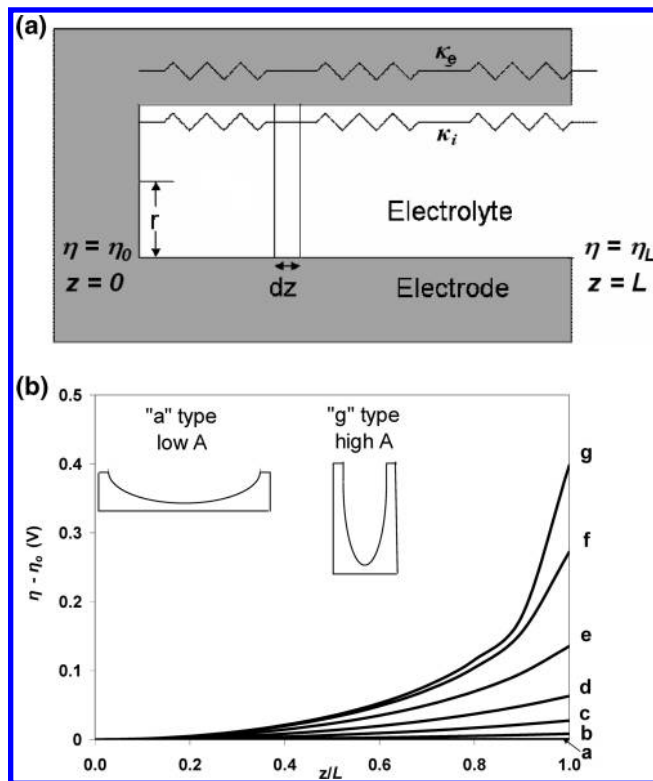 (a)
κe
κi
r
Electrolyte
η = η0
z = 0
dz
Electrode
η = ηL
z = L
(b)
0.5
0.4
0.3
0.2
0.1
0
η - ηo (V)
"a" type
low A
"g" type
high A
g
f
e
d
c
b
a
0.0 0.2 0.4 0.6 0.8 1.0
z/L